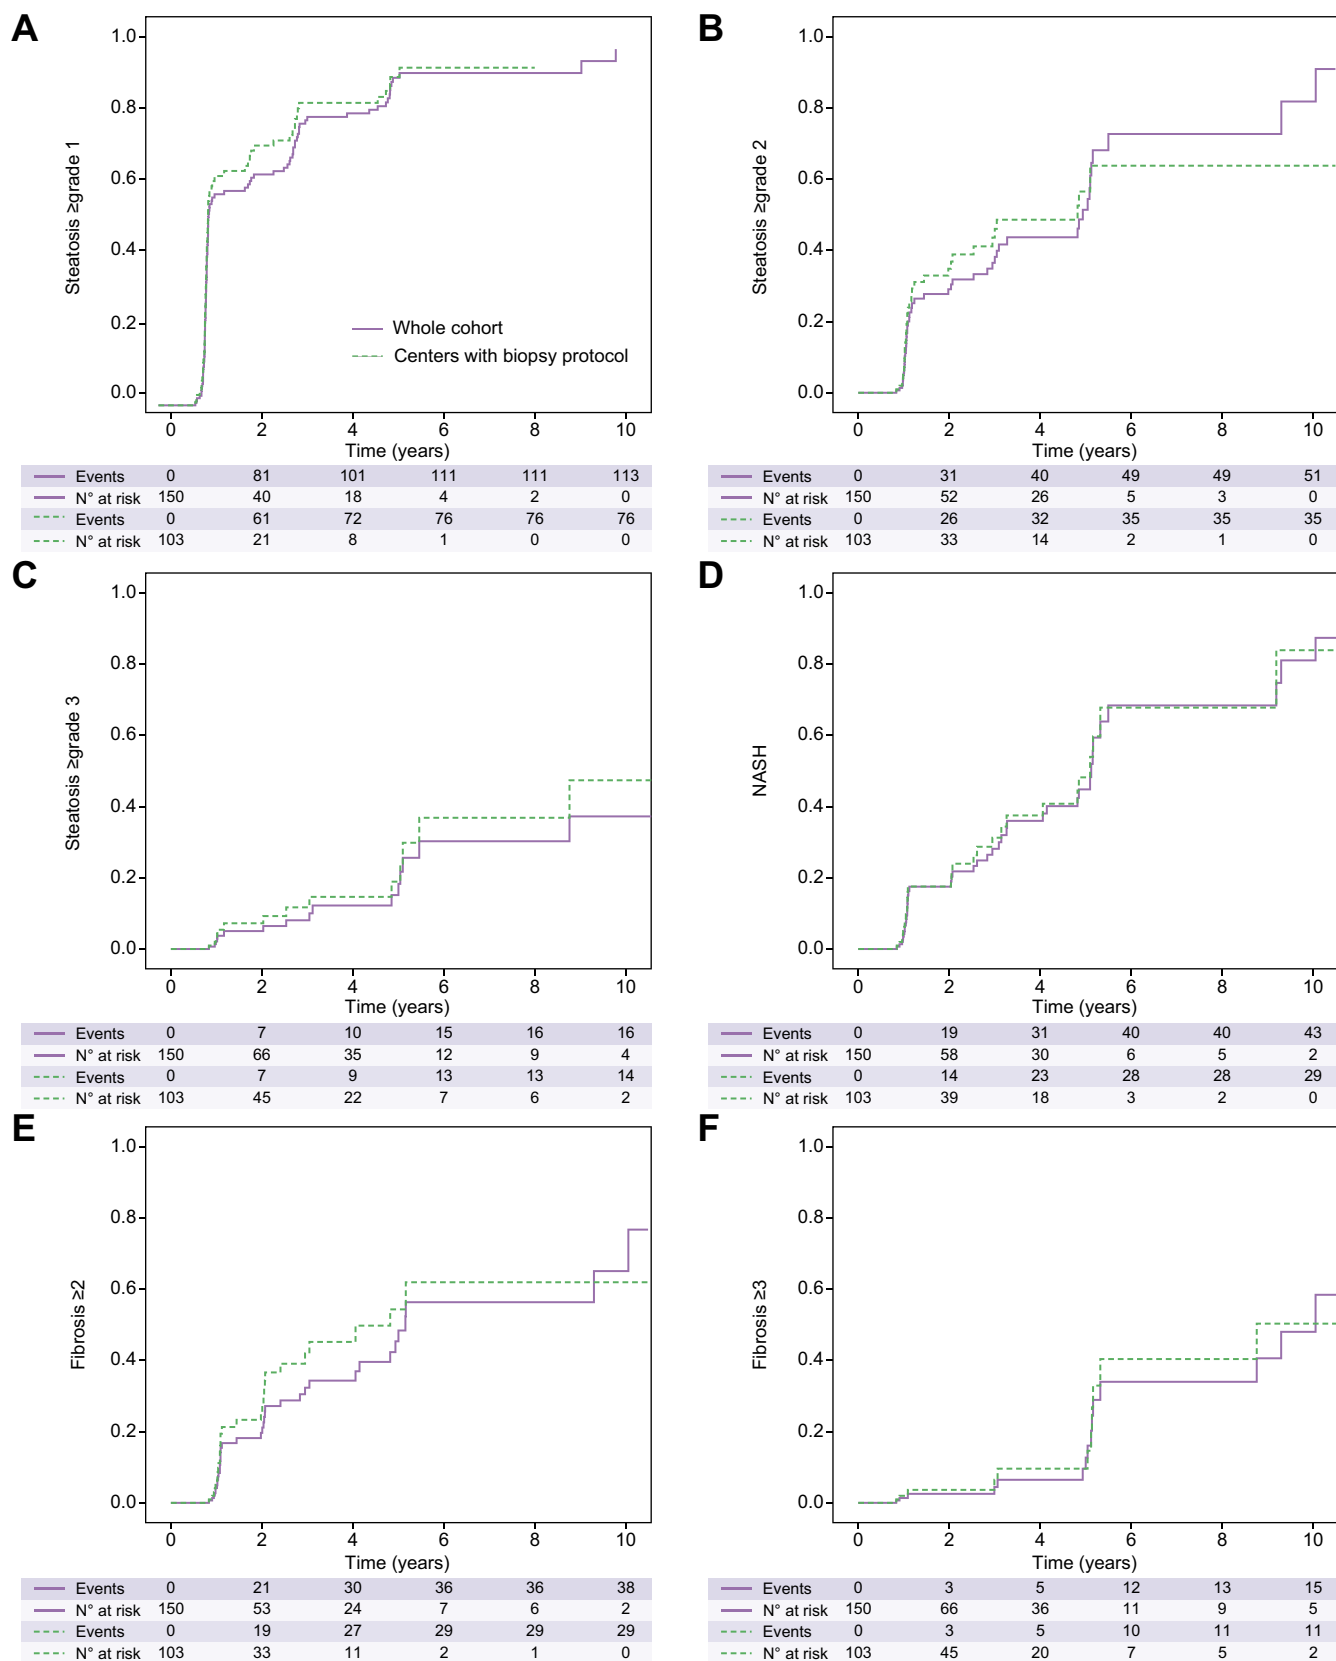 A
1.0
0.8
0.6
0.4
0.2
0.0
Steatosis ≥grade 1
Whole cohort
Centers with biopsy protocol
0 2 4 6 8 10
Time (years)
Events 0 81 101 111 111 113
N° at risk 150 40 18 4 2 0
Events 0 61 72 76 76 76
N° at risk 103 21 8 1 0 0
B
1.0
0.8
0.6
0.4
0.2
0.0
Steatosis ≥grade 2
0 2 4 6 8 10
Time (years)
Events 0 31 40 49 49 51
N° at risk 150 52 26 5 3 0
Events 0 26 32 35 35 35
N° at risk 103 33 14 2 1 0
C
1.0
0.8
0.6
0.4
0.2
0.0
Steatosis ≥grade 3
0 2 4 6 8 10
Time (years)
Events 0 7 10 15 16 16
N° at risk 150 66 35 12 9 4
Events 0 7 9 13 13 14
N° at risk 103 45 22 7 6 2
D
1.0
0.8
0.6
0.4
0.2
0.0
NASH
0 2 4 6 8 10
Time (years)
Events 0 19 31 40 40 43
N° at risk 150 58 30 6 5 2
Events 0 14 23 28 28 29
N° at risk 103 39 18 3 2 0
E
1.0
0.8
0.6
0.4
0.2
0.0
Fibrosis ≥2
0 2 4 6 8 10
Time (years)
Events 0 21 30 36 36 38
N° at risk 150 53 24 7 6 2
Events 0 19 27 29 29 29
N° at risk 103 33 11 2 1 0
F
1.0
0.8
0.6
0.4
0.2
0.0
Fibrosis ≥3
0 2 4 6 8 10
Time (years)
Events 0 3 5 12 13 15
N° at risk 150 66 36 11 9 5
Events 0 3 5 10 11 11
N° at risk 103 45 20 7 5 2